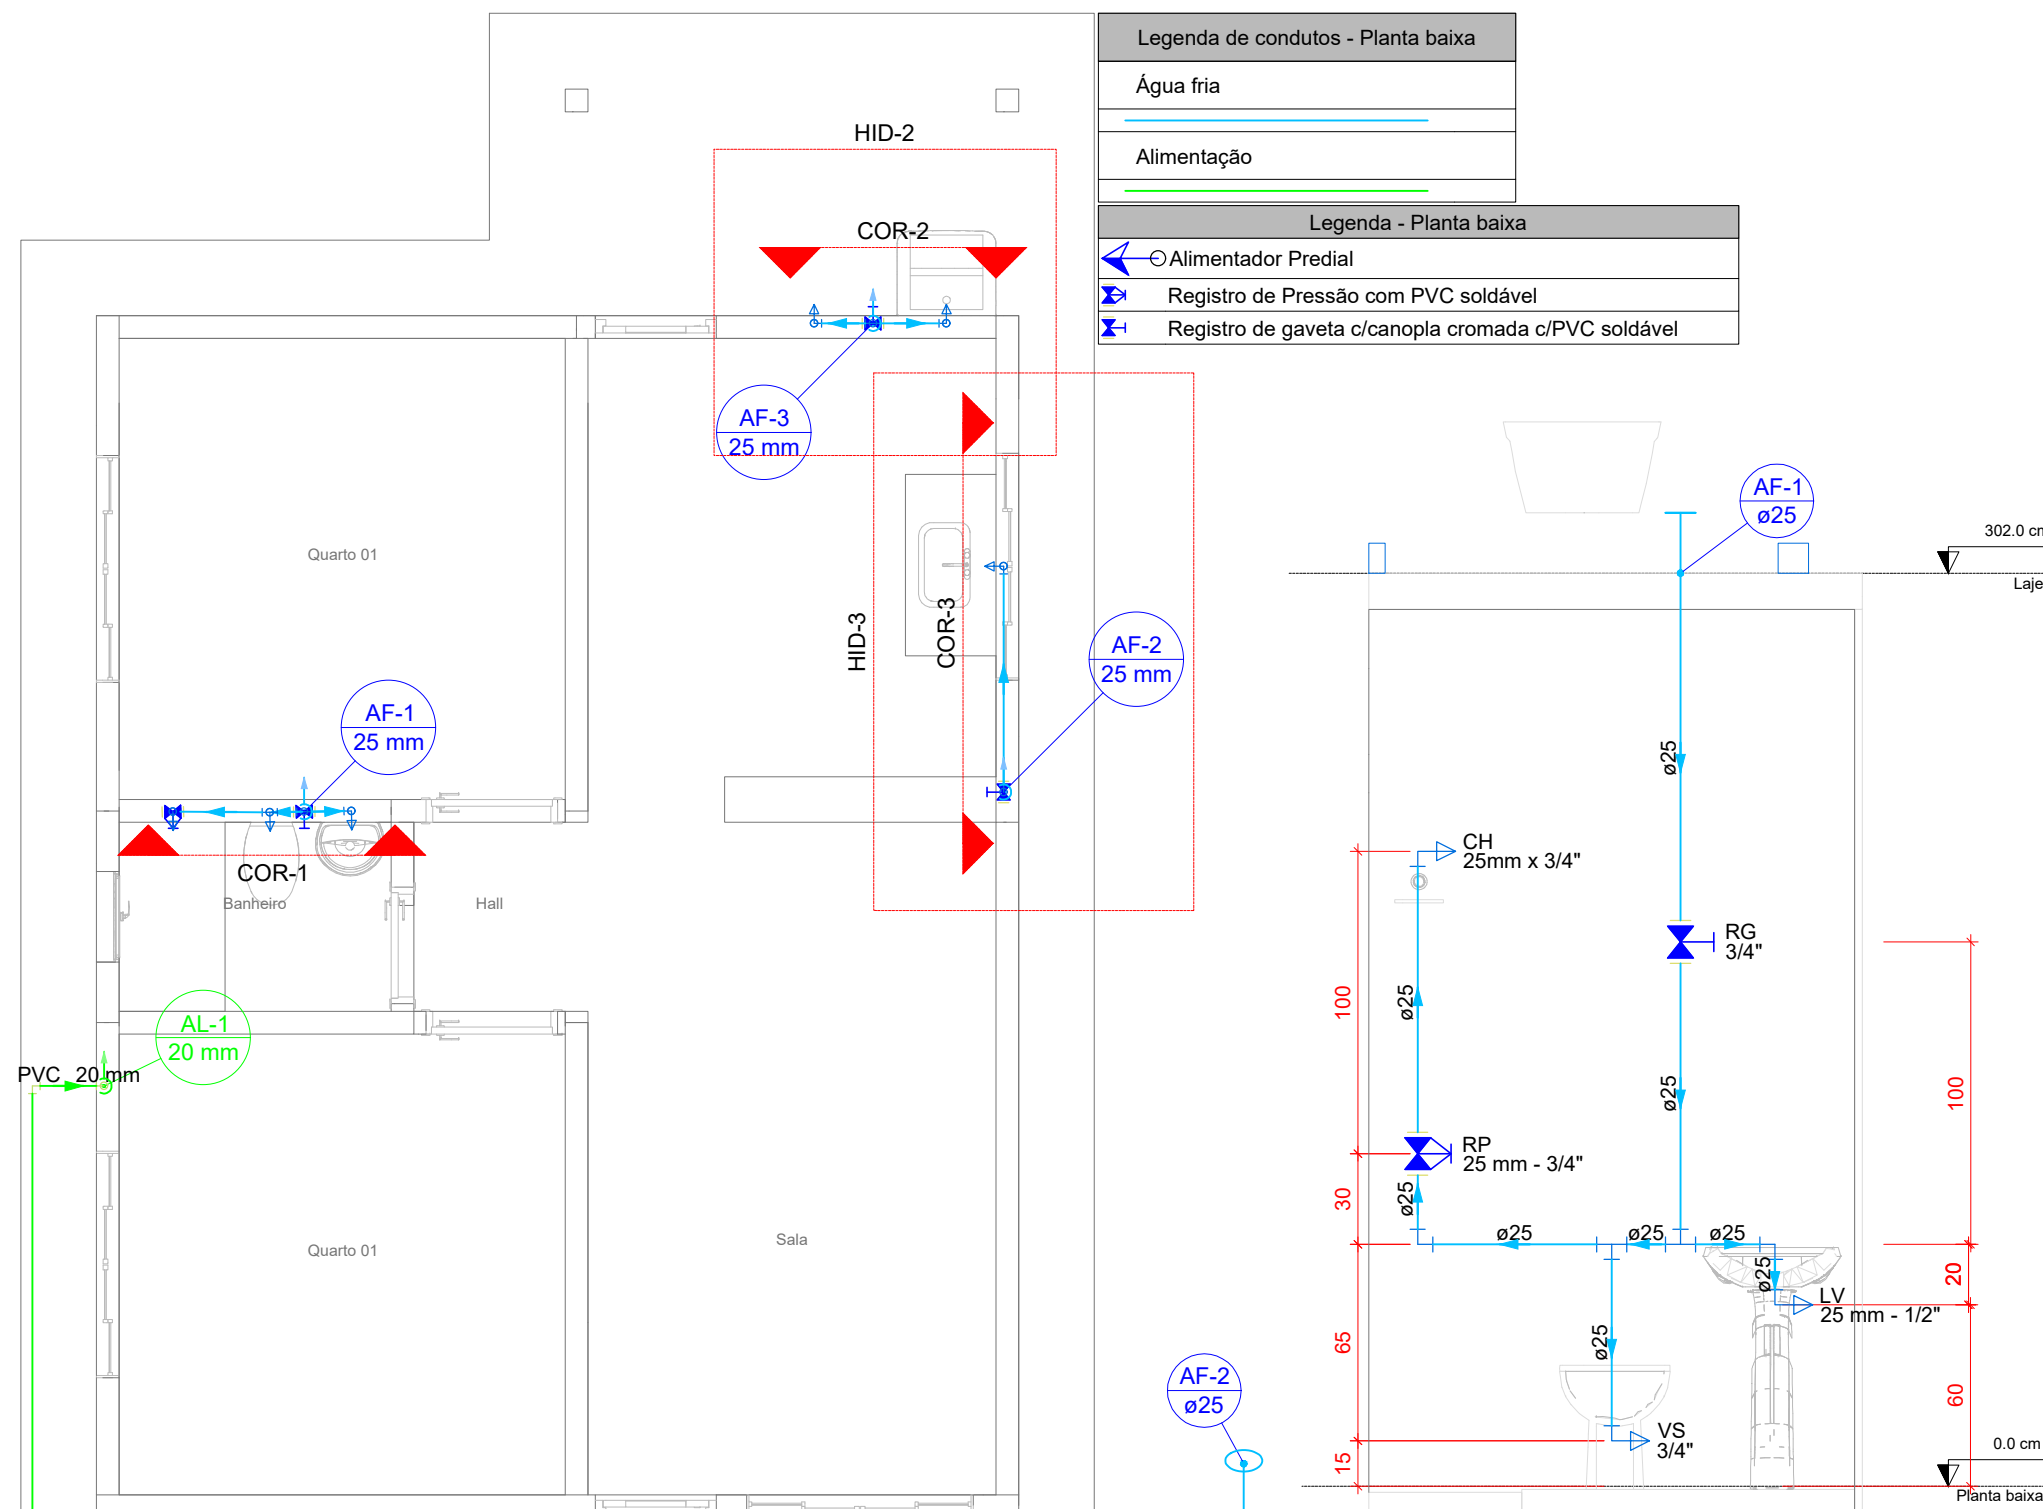 Legenda de condutos - Planta baixa
Água fria
Alimentação
Legenda - Planta baixa
Alimentador Predial
Registro de Pressão com PVC soldável
Registro de gaveta c/canopla cromada c/PVC soldável
HID-2
COR-2
AF-3
25 mm
Quarto 01
HID-3
COR-3
AF-2
25 mm
AF-1
25 mm
COR-1
Banheiro
Hall
AL-1
20 mm
PVC 20 mm
Quarto 01
Sala
AF-1
ø25
302.0 cm
Laje
ø25
CH
25mm x 3/4"
RG
3/4"
100
ø25
ø25
100
RP
25 mm - 3/4"
30
ø25
ø25
ø25
ø25
ø25
20
LV
25 mm - 1/2"
65
ø25
60
AF-2
ø25
VS
3/4"
15
0.0 cm
Planta baixa